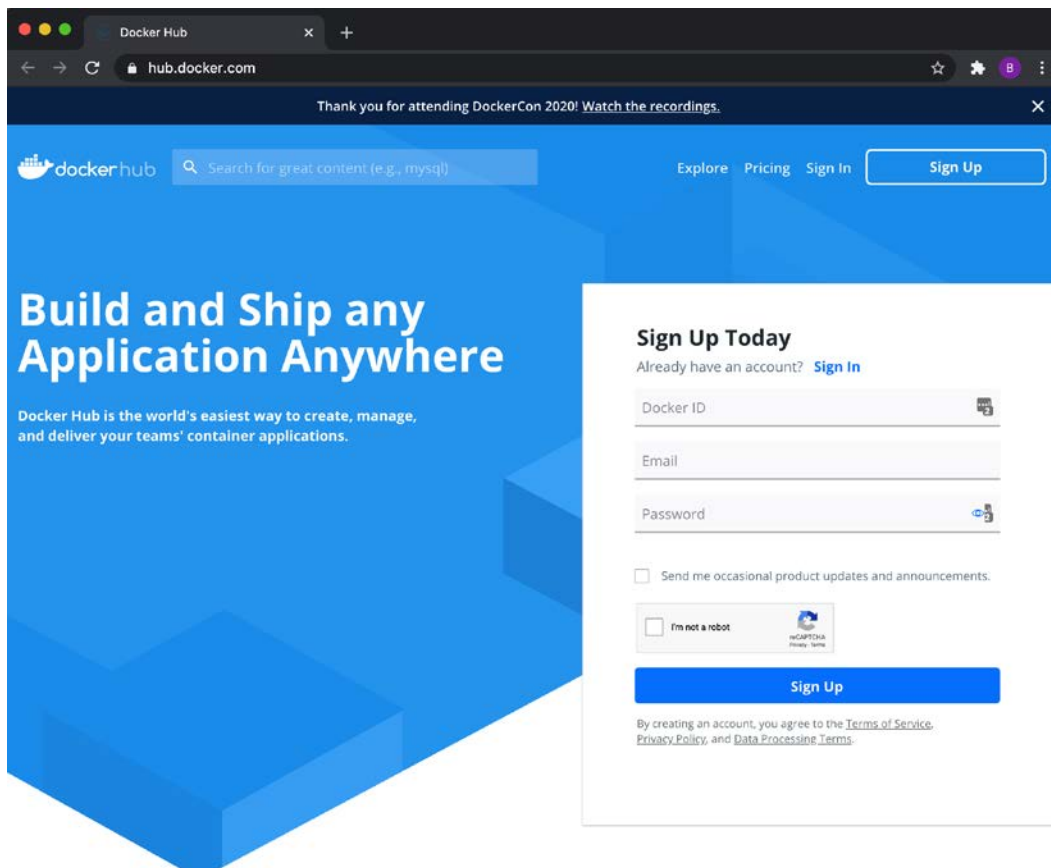 Docker Hub
hub.docker.com
B
Thank you for attending DockerCon 2020! Watch the recordings.
dockerhub
Search for great content (e.g., mysql)
Explore Pricing Sign In Sign Up
Build and Ship any
Application Anywhere
Docker Hub is the world's easiest way to create, manage,
and deliver your teams' container applications.
Sign Up Today
Already have an account? Sign In
Docker ID
Email
Password
Send me occasional product updates and announcements.
I'm not a robot
reCAPTCHA
Privacy - Terms
Sign Up
By creating an account, you agree to the Terms of Service,
Privacy Policy, and Data Processing Terms.